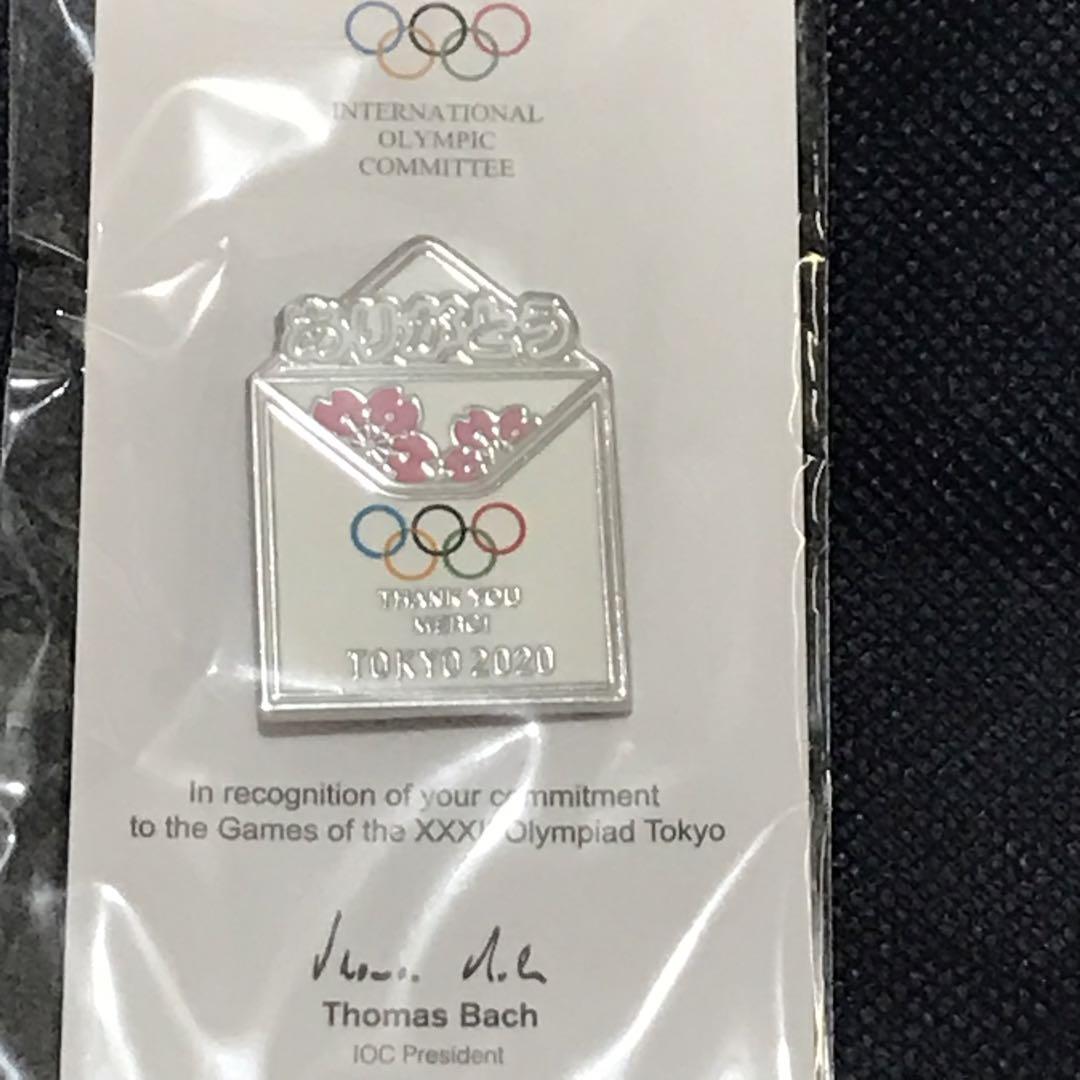 INTERNATIONAL
OLYMPIC
COMMITTEE
ありがとう
THANK YOU
MERCI
TOKYO 2020
In recognition of your commitment
to the Games of the Olympiad Tokyo
Thomas Bach
IOC President